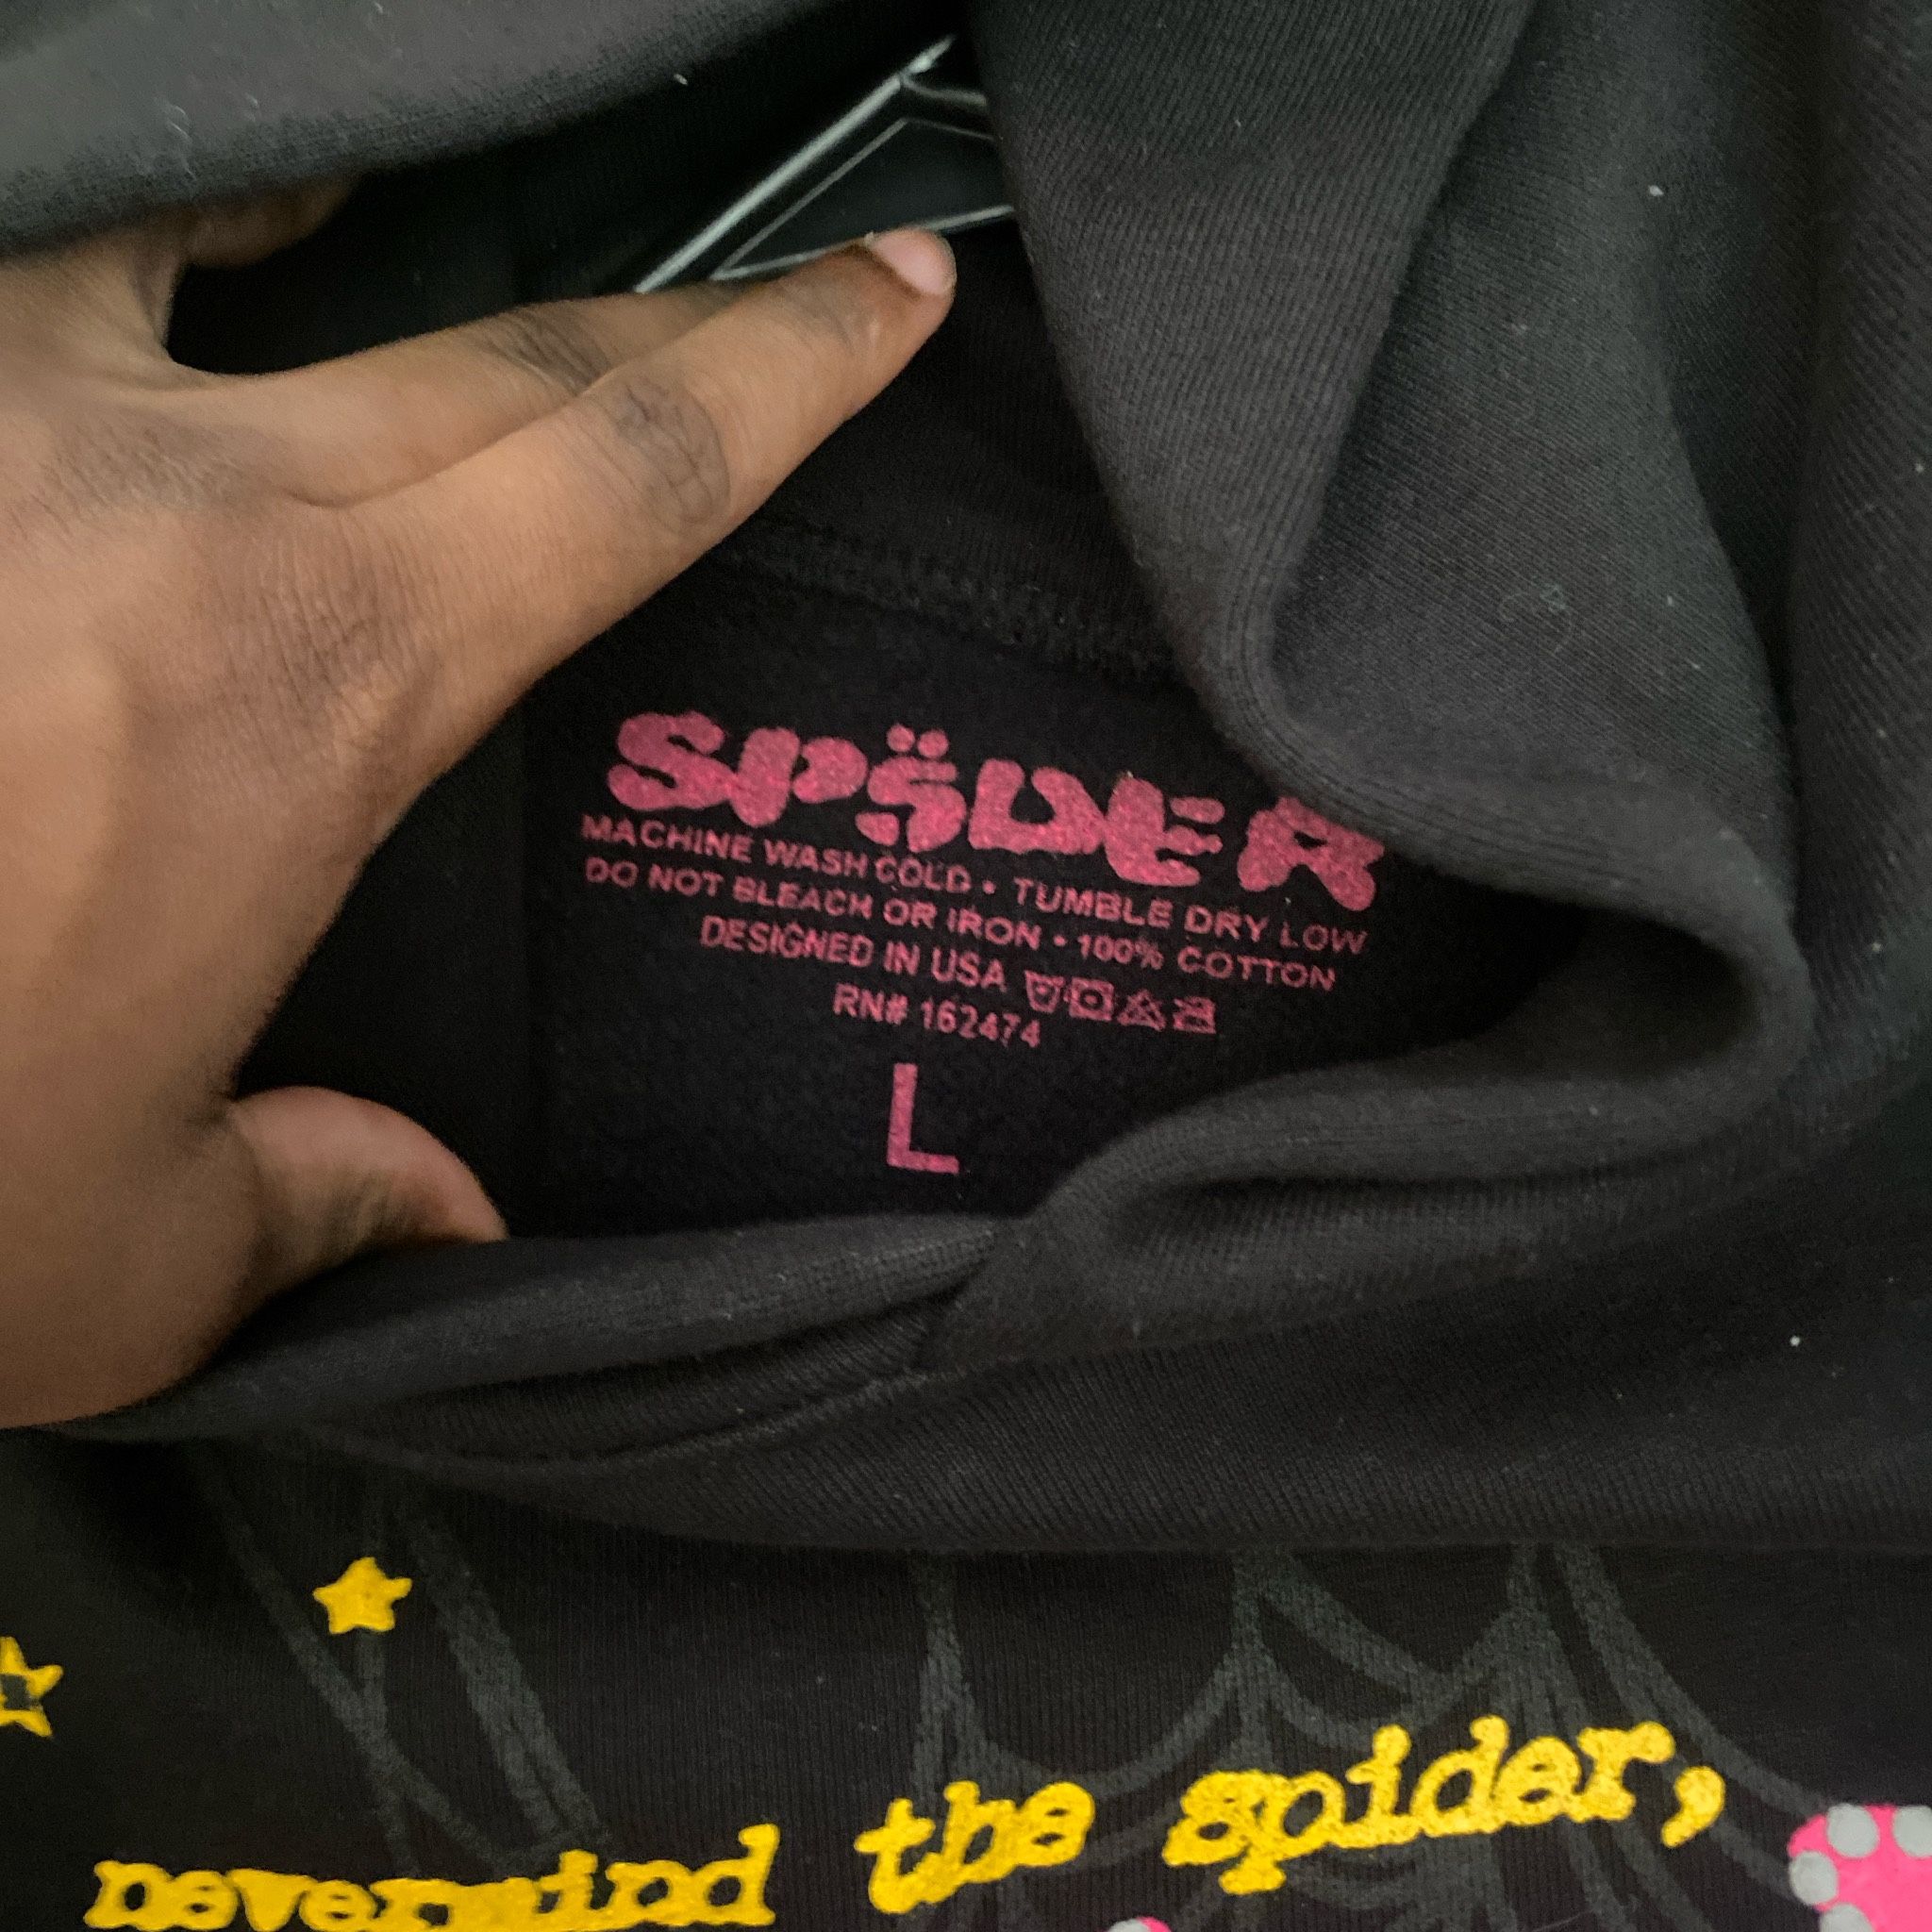 SP5DER
MACHINE WASH COLD • TUMBLE DRY LOW
DO NOT BLEACH OR IRON • 100% COTTON
DESIGNED IN USA
RN# 162474
L
nevermind the spider,